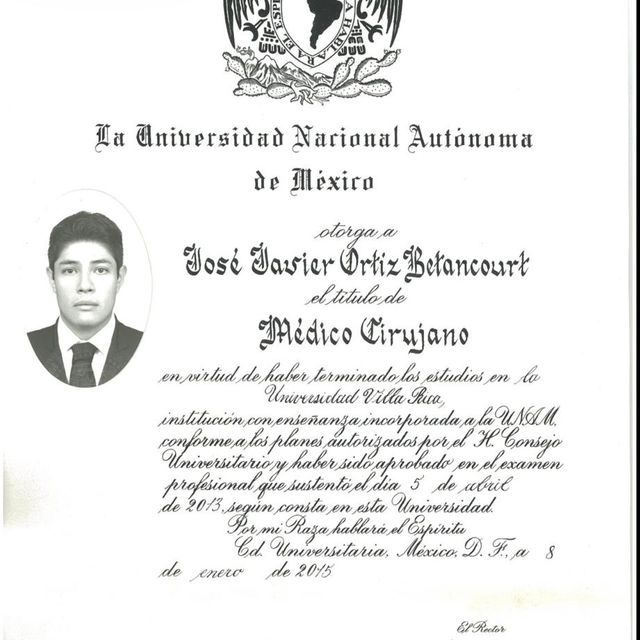 HABLARA EL ESP
La Universidad Nacional Autónoma
de México
otorga a
José Javier Ortiz Betancourt
el título de
Médico Cirujano
en virtud de haber terminado los estudios en la
Universidad Villa Rica,
institución con enseñanza incorporada a la UNAM.
conforme a los planes autorizados por el H. Consejo
Universitario y haber sido aprobado en el examen
profesional que sustentó el día 5 de abril
de 2013, según consta en esta Universidad.
Por mi Raza hablará el Espíritu
Cd. Universitaria, México, D. F., a 8
de enero de 2015
El Rector